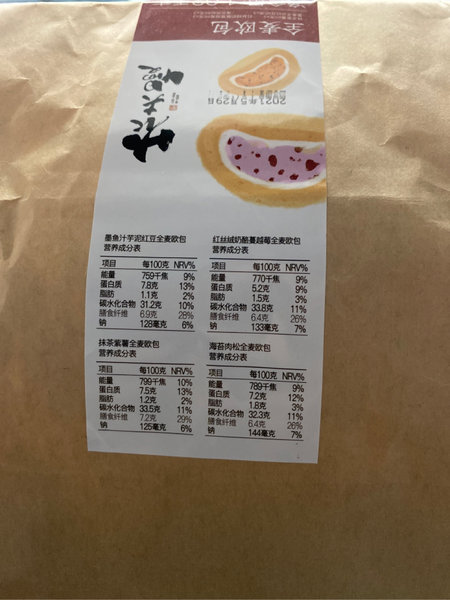 全麦欧包
2021年5月29日
墨鱼汁芋泥红豆全麦欧包
营养成分表
项目 每100克 NRV%
能量 759千焦 9%
蛋白质 7.8克 13%
脂肪 1.1克 2%
碳水化合物 31.2克 10%
膳食纤维 6.9克 28%
钠 128毫克 6%
红丝绒奶酪蔓越莓全麦欧包
营养成分表
项目 每100克 NRV%
能量 770千焦 9%
蛋白质 5.2克 9%
脂肪 1.5克 3%
碳水化合物 33.8克 11%
膳食纤维 6.4克 26%
钠 133毫克 7%
抹茶紫薯全麦欧包
营养成分表
项目 每100克 NRV%
能量 799千焦 10%
蛋白质 7.5克 13%
脂肪 1.2克 2%
碳水化合物 33.5克 11%
膳食纤维 7.2克 29%
钠 125毫克 6%
海苔肉松全麦欧包
营养成分表
项目 每100克 NRV%
能量 789千焦 9%
蛋白质 7.2克 12%
脂肪 1.8克 3%
碳水化合物 32.3克 11%
膳食纤维 6.4克 26%
钠 144毫克 7%